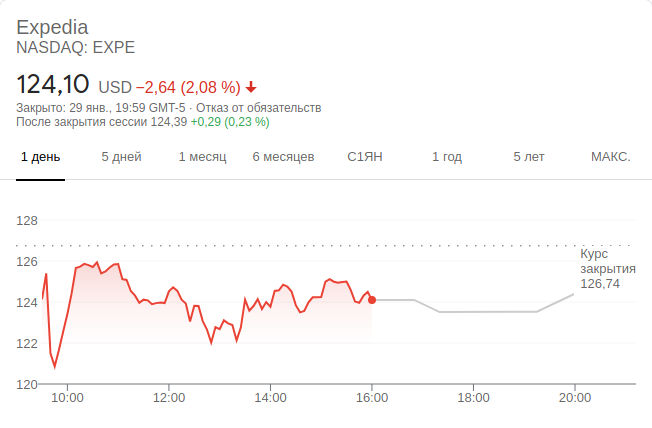 Expedia
NASDAQ: EXPE
124,10 USD −2,64 (2,08 %)
Закрыто: 29 янв., 19:59 GMT-5 · Отказ от обязательств
После закрытия сессии 124,39 +0,29 (0,23 %)
1 день 5 дней 1 месяц 6 месяцев С1ЯН 1 год 5 лет МАКС.
128
126
124
122
120
Курс
закрытия
126,74
10:00 12:00 14:00 16:00 18:00 20:00